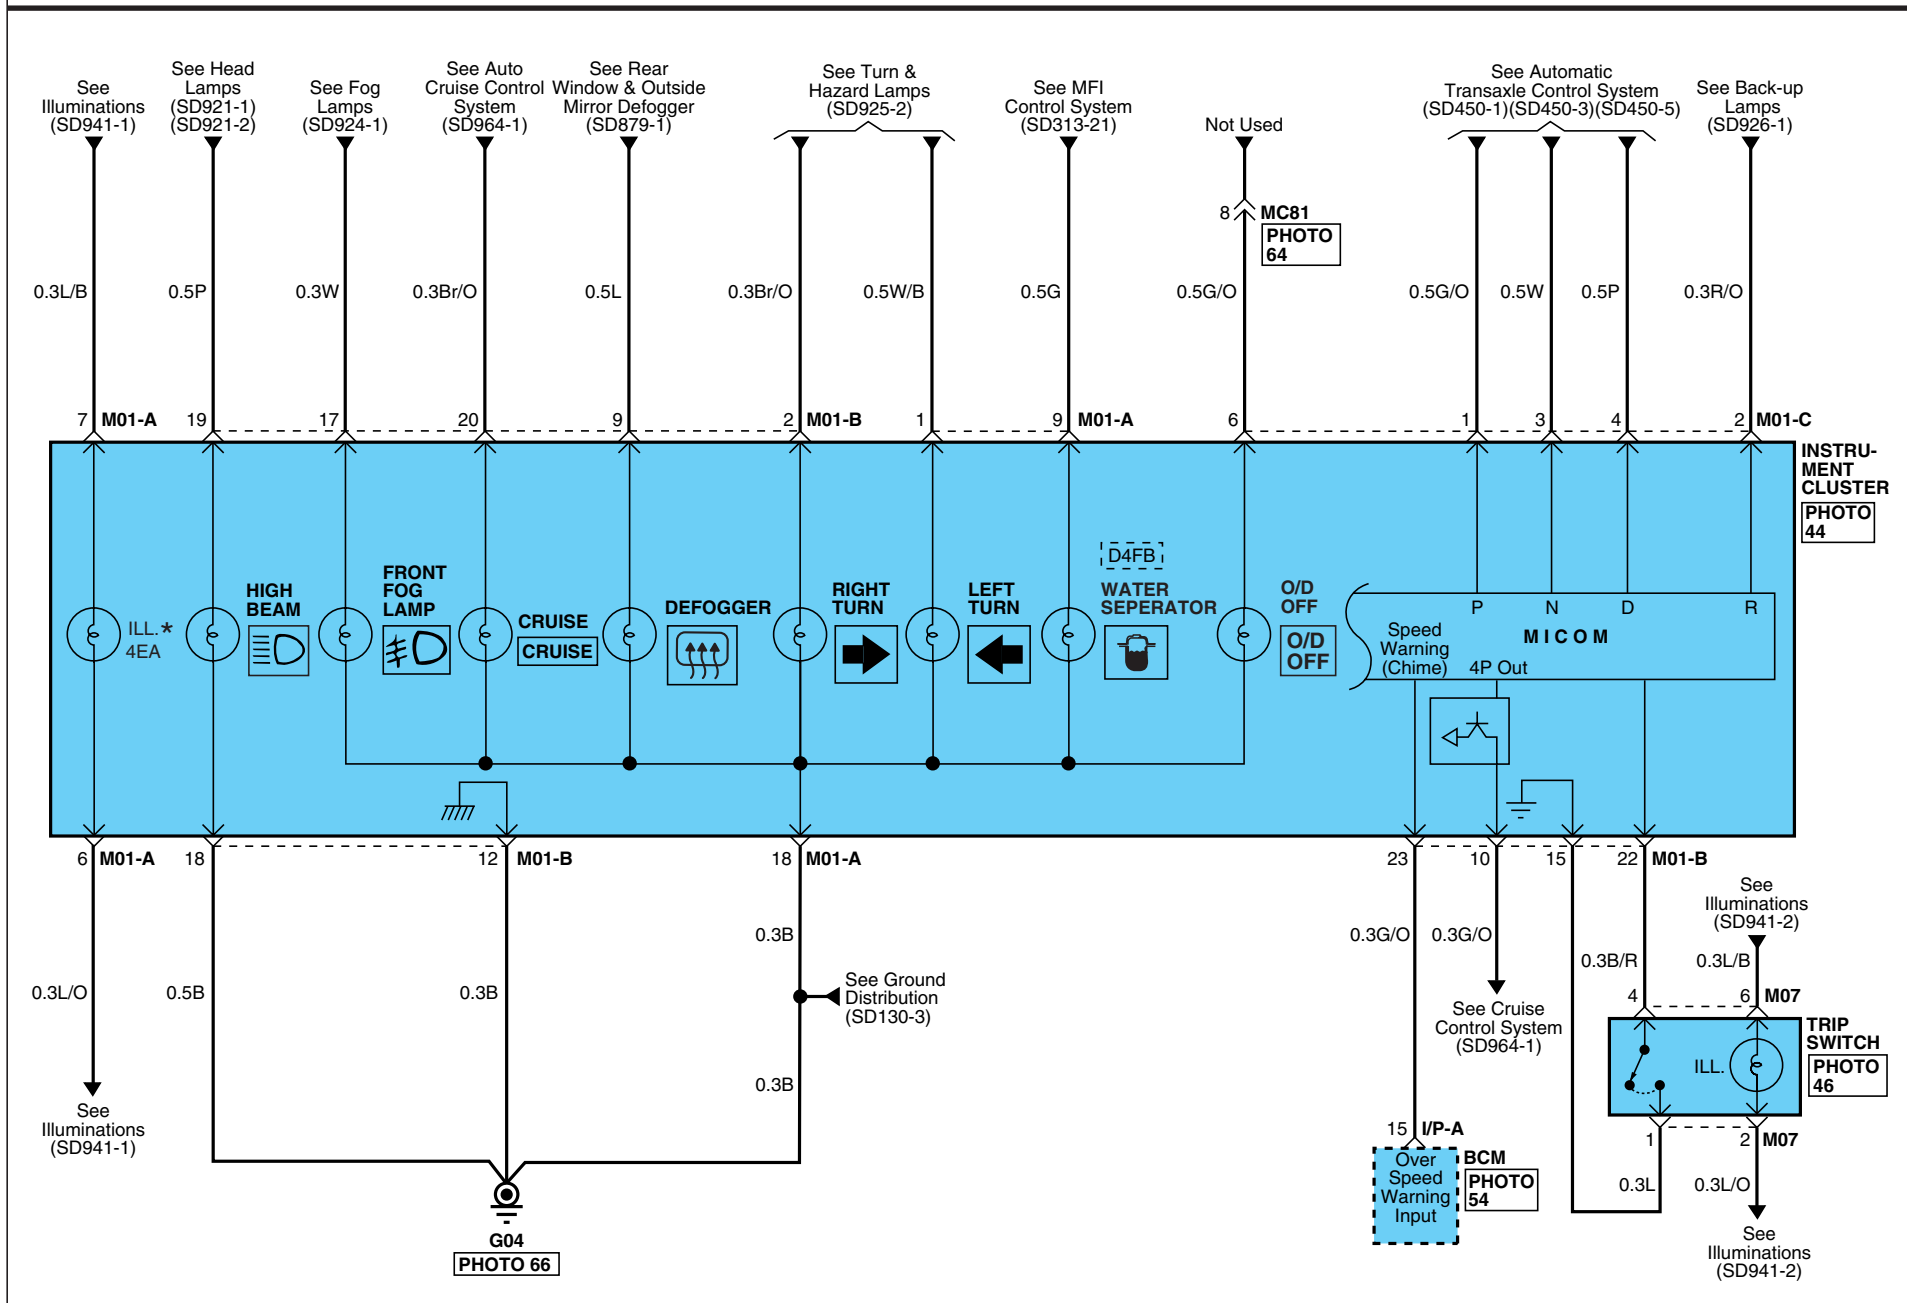 See
Illuminations
(SD941-1)
See Head
Lamps
(SD921-1)
(SD921-2)
See Fog
Lamps
(SD924-1)
See Auto
Cruise Control
System
(SD964-1)
See Rear
Window & Outside
Mirror Defogger
(SD879-1)
See Turn &
Hazard Lamps
(SD925-2)
See MFI
Control System
(SD313-21)
Not Used
See Automatic
Transaxle Control System
(SD450-1)(SD450-3)(SD450-5)
See Back-up
Lamps
(SD926-1)
8 MC81
PHOTO
64
0.3L/B 0.5P 0.3W 0.3Br/O 0.5L 0.3Br/O 0.5W/B 0.5G 0.5G/O 0.5G/O 0.5W 0.5P 0.3R/O
7 M01-A 19 17 20 9 2 M01-B 1 9 M01-A 6 1 3 4 2 M01-C
INSTRU-
MENT
CLUSTER
PHOTO
44
ILL.*
4EA
HIGH
BEAM
FRONT
FOG
LAMP
CRUISE
CRUISE
DEFOGGER
RIGHT
TURN
LEFT
TURN
D4FB
WATER
SEPERATOR
O/D
OFF
O/D
OFF
P N D R
MICOM
Speed
Warning
(Chime)
4P Out
6 M01-A 18 12 M01-B 18 M01-A 23 10 15 22 M01-B
0.3L/O 0.5B 0.3B
0.3B
See Ground
Distribution
(SD130-3)
0.3B
0.3G/O 0.3G/O
See Cruise
Control System
(SD964-1)
See
Illuminations
(SD941-2)
0.3B/R 0.3L/B
4 6 M07
ILL.
TRIP
SWITCH
PHOTO
46
1 2 M07
0.3L 0.3L/O
See
Illuminations
(SD941-2)
See
Illuminations
(SD941-1)
15 I/P-A
Over
Speed
Warning
Input
BCM
PHOTO
54
G04
PHOTO 66